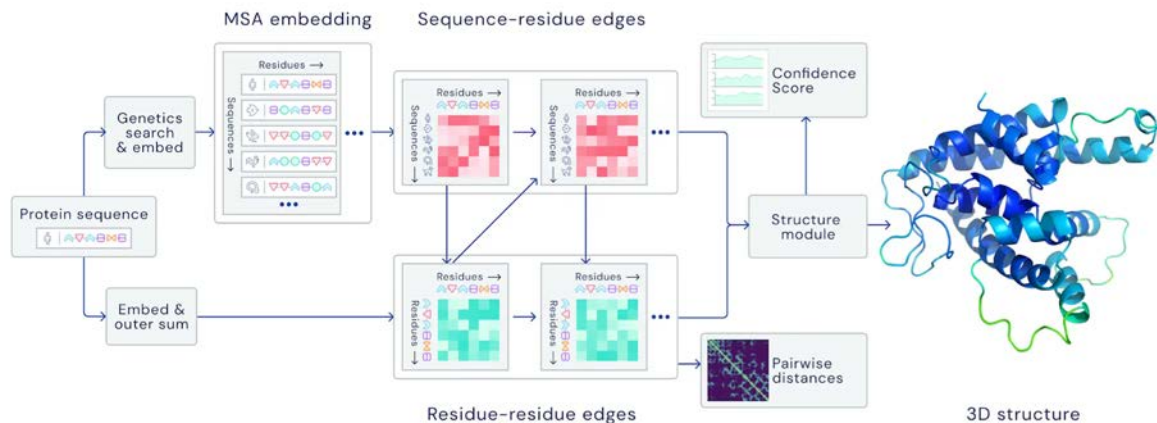 MSA embedding
Sequence-residue edges
Residues →
Sequences →
Genetics
search
& embed
Protein sequence
Embed &
outer sum
Residues →
Sequences →
Residues →
Sequences →
Residues →
Residues →
Residues →
Residues →
Residue-residue edges
Confidence
Score
Structure
module
Pairwise
distances
3D structure